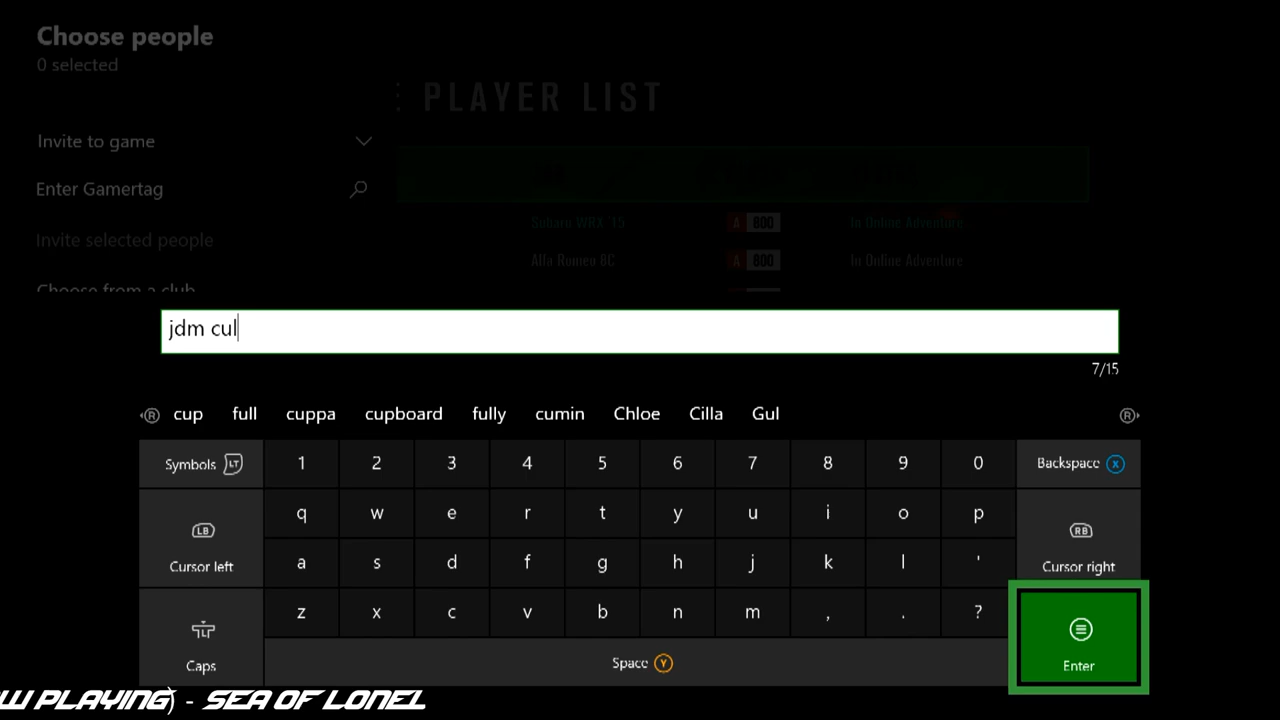 Choose people
0 selected
PLAYER LIST
Invite to game
Enter Gamertag
Subaru WRX '15 A 800 In Online Adventure
Invite selected people
Alfa Romeo 8C A 800 In Online Adventure
Choose from a club
jdm cul
7/15
R cup full cuppa cupboard fully cumin Chloe Cilla Gul R
Symbols LT 1 2 3 4 5 6 7 8 9 0 Backspace X
LB Cursor left q w e r t y u i o p RB Cursor right
a s d f g h j k l '
Caps z x c v b n m , . ? Enter
Space Y
W PLAYING) - SEA OF LONEL